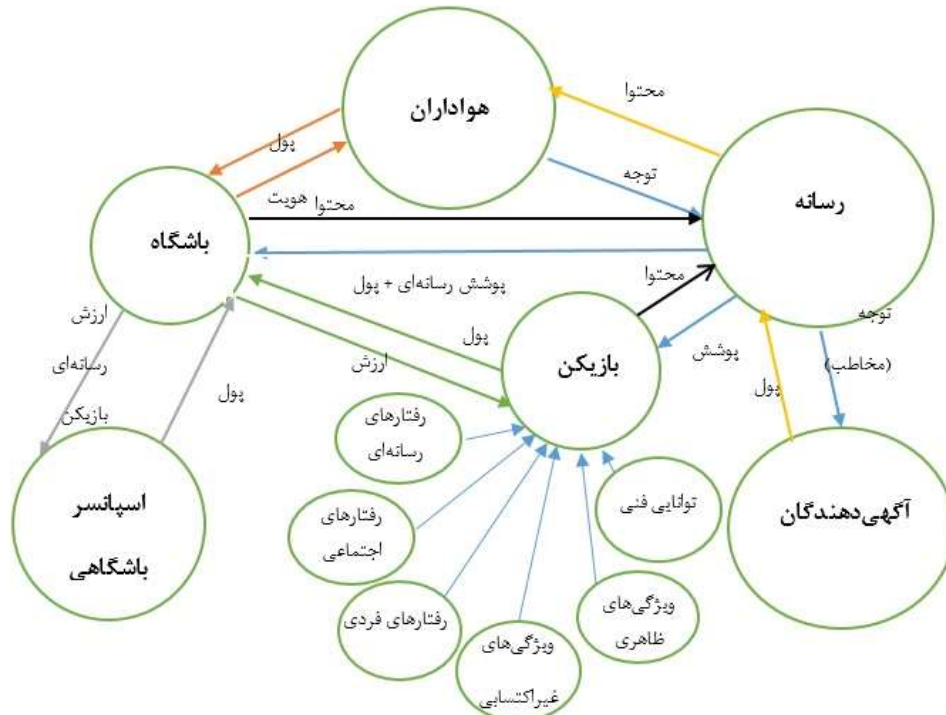 هواداران
محتوا
رسانه
پول
توجه
هویت
محتوا
باشگاه
محتوا
پوشش رسانه‌ای + پول
توجه
(مخاطب)
پوشش
پول
بازیکن
پول
ارزش
ارزش
رسانه‌ای
بازیکن
پول
رفتارهای
رسانه‌ای
توانایی فنی
آگهی‌دهندگان
اسپانسر
باشگاهی
رفتارهای
اجتماعی
رفتارهای فردی
ویژگی‌های
ظاهری
ویژگی‌های
غیراکتسابی